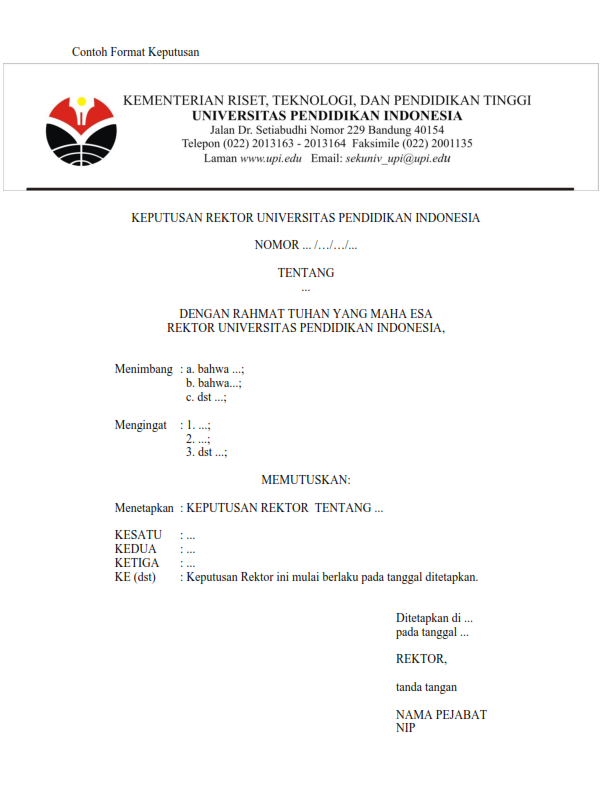 Contoh Format Keputusan
KEMENTERIAN RISET, TEKNOLOGI, DAN PENDIDIKAN TINGGI
UNIVERSITAS PENDIDIKAN INDONESIA
Jalan Dr. Setiabudhi Nomor 229 Bandung 40154
Telepon (022) 2013163 - 2013164 Faksimile (022) 2001135
Laman www.upi.edu Email: sekuniv_upi@upi.edu
KEPUTUSAN REKTOR UNIVERSITAS PENDIDIKAN INDONESIA
NOMOR ... /…/…/...
TENTANG
...
DENGAN RAHMAT TUHAN YANG MAHA ESA
REKTOR UNIVERSITAS PENDIDIKAN INDONESIA,
Menimbang : a. bahwa ...;
b. bahwa...;
c. dst ...;
Mengingat : 1. ...;
2. ...;
3. dst ...;
MEMUTUSKAN:
Menetapkan : KEPUTUSAN REKTOR TENTANG ...
KESATU : ...
KEDUA : ...
KETIGA : ...
KE (dst) : Keputusan Rektor ini mulai berlaku pada tanggal ditetapkan.
Ditetapkan di ...
pada tanggal ...
REKTOR,
tanda tangan
NAMA PEJABAT
NIP